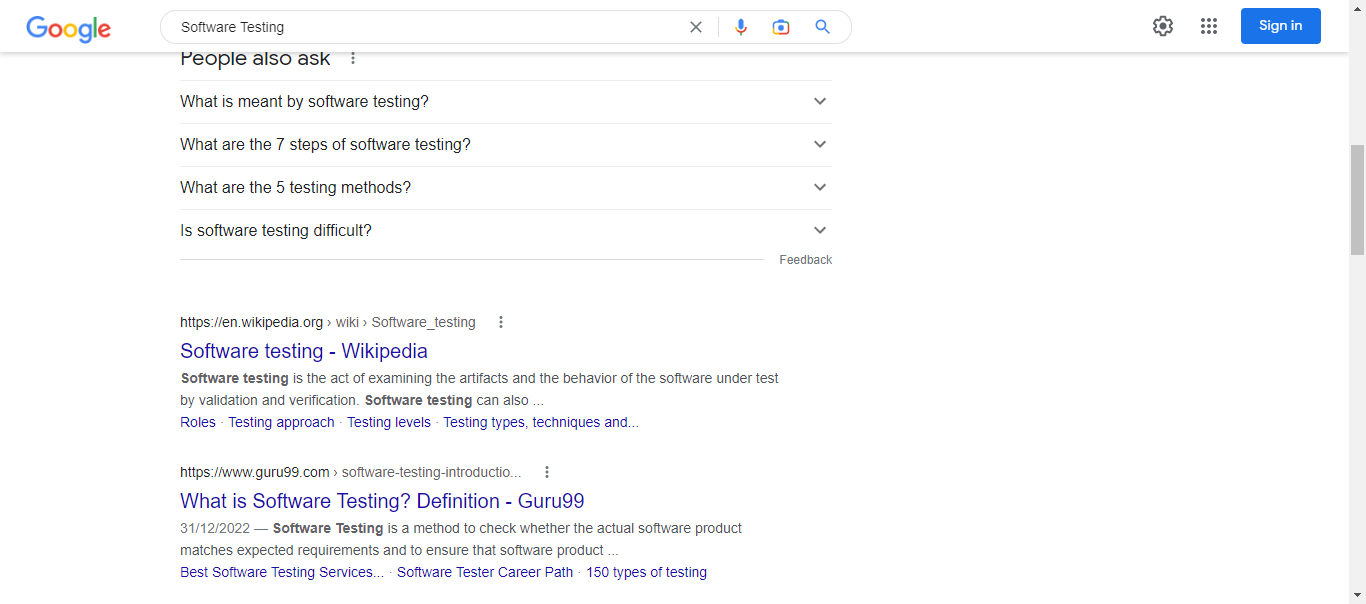 Google
Software Testing
Sign in
People also ask
What is meant by software testing?
What are the 7 steps of software testing?
What are the 5 testing methods?
Is software testing difficult?
Feedback
https://en.wikipedia.org › wiki › Software_testing
Software testing - Wikipedia
Software testing is the act of examining the artifacts and the behavior of the software under test
by validation and verification. Software testing can also ...
Roles · Testing approach · Testing levels · Testing types, techniques and...
https://www.guru99.com › software-testing-introductio...
What is Software Testing? Definition - Guru99
31/12/2022 — Software Testing is a method to check whether the actual software product
matches expected requirements and to ensure that software product ...
Best Software Testing Services... · Software Tester Career Path · 150 types of testing